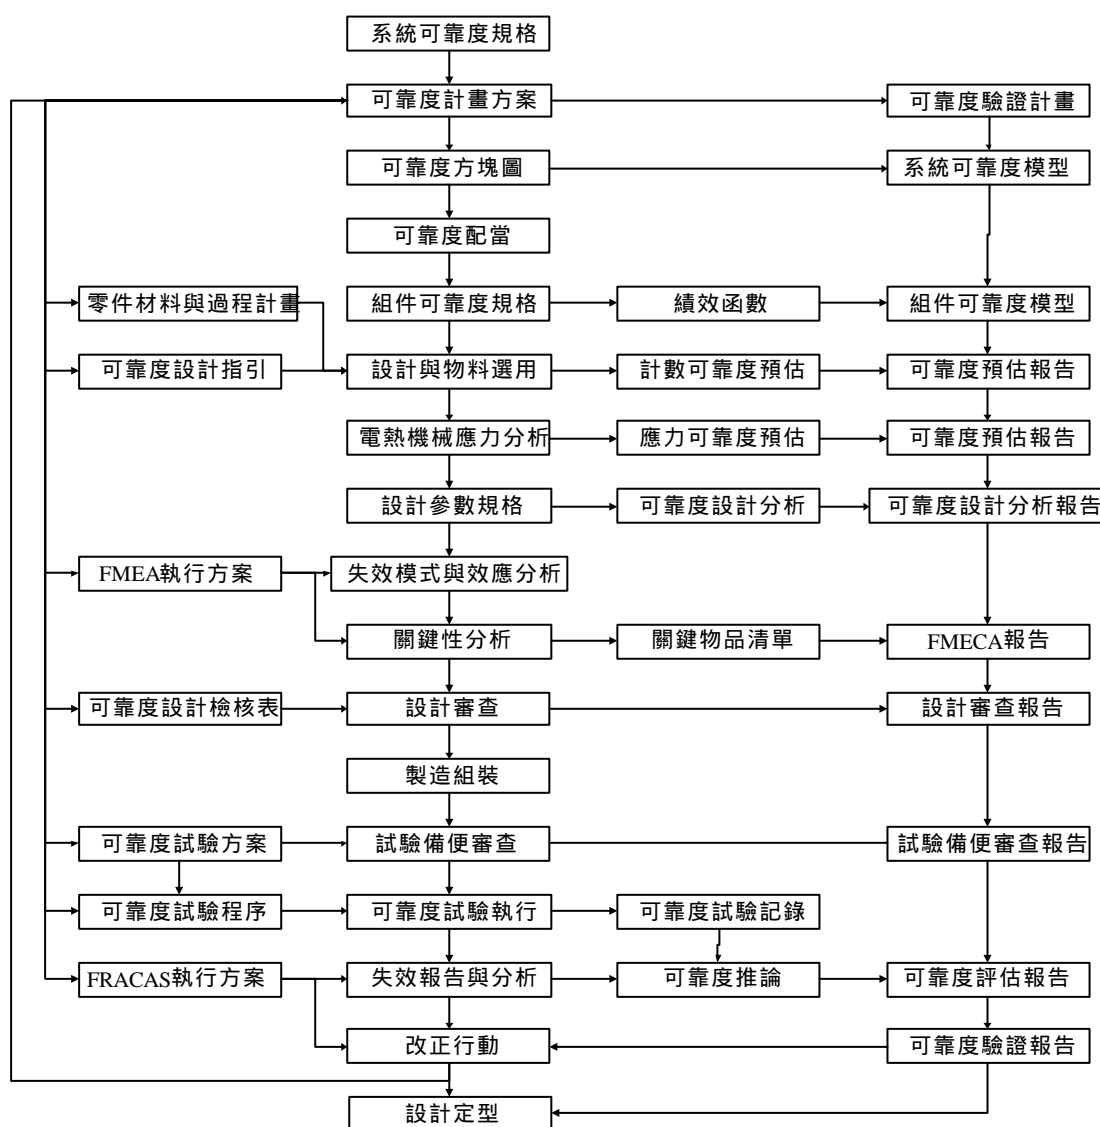 系統可靠度規格
可靠度計畫方案
可靠度驗證計畫
可靠度方塊圖
系統可靠度模型
可靠度配當
零件材料與過程計畫
組件可靠度規格
績效函數
組件可靠度模型
可靠度設計指引
設計與物料選用
計數可靠度預估
可靠度預估報告
電熱機械應力分析
應力可靠度預估
可靠度預估報告
設計參數規格
可靠度設計分析
可靠度設計分析報告
FMEA執行方案
失效模式與效應分析
關鍵性分析
關鍵物品清單
FMECA報告
可靠度設計檢核表
設計審查
設計審查報告
製造組裝
可靠度試驗方案
試驗備便審查
試驗備便審查報告
可靠度試驗程序
可靠度試驗執行
可靠度試驗記錄
FRACAS執行方案
失效報告與分析
可靠度推論
可靠度評估報告
改正行動
可靠度驗證報告
設計定型